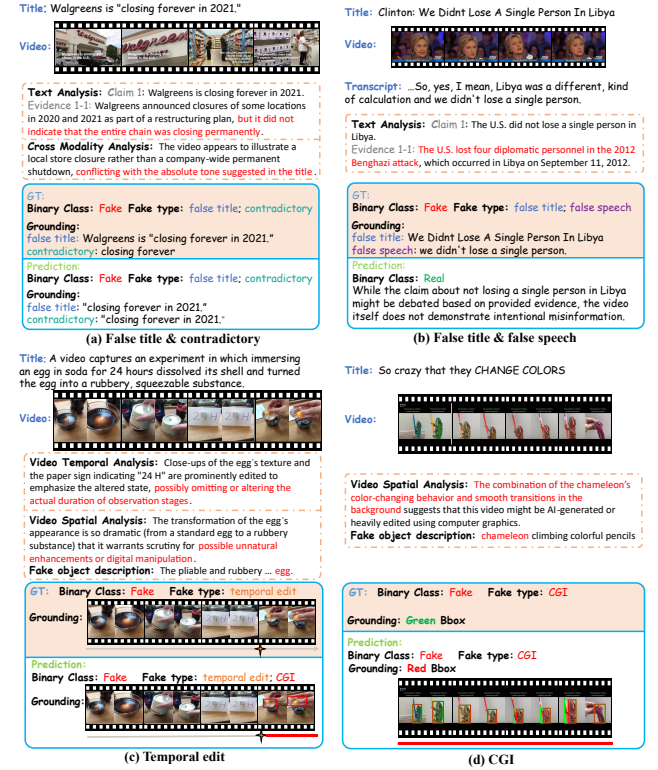 Title: Walgreens is "closing forever in 2021."
Video:
Walgreens
Text Analysis: Claim 1: Walgreens is closing forever in 2021.
Evidence 1-1: Walgreens announced closures of some locations
in 2020 and 2021 as part of a restructuring plan, but it did not
indicate that the entire chain was closing permanently.
Cross Modality Analysis: The video appears to illustrate a
local store closure rather than a company-wide permanent
shutdown, conflicting with the absolute tone suggested in the title.
GT:
Binary Class: Fake Fake type: false title; contradictory
Grounding:
false title: Walgreens is "closing forever in 2021."
contradictory: closing forever
Prediction:
Binary Class: Fake Fake type: false title; contradictory
Grounding:
false title: "closing forever in 2021."
contradictory: "closing forever in 2021."
(a) False title & contradictory
Title: Clinton: We Didnt Lose A Single Person In Libya
Video:
Transcript: ...So, yes, I mean, Libya was a different, kind
of calculation and we didn't lose a single person.
Text Analysis: Claim 1: The U.S. did not lose a single person in
Libya.
Evidence 1-1: The U.S. lost four diplomatic personnel in the 2012
Benghazi attack, which occurred in Libya on September 11, 2012.
GT:
Binary Class: Fake Fake type: false title; false speech
Grounding:
false title: We Didnt Lose A Single Person In Libya
false speech: we didn't lose a single person.
Prediction:
Binary Class: Real
While the claim about not losing a single person in Libya
might be debated based on provided evidence, the video
itself does not demonstrate intentional misinformation.
(b) False title & false speech
Title: A video captures an experiment in which immersing
an egg in soda for 24 hours dissolved its shell and turned
the egg into a rubbery, squeezable substance.
Video:
24H
Video Temporal Analysis: Close-ups of the egg's texture and
the paper sign indicating "24 H" are prominently edited to
emphasize the altered state, possibly omitting or altering the
actual duration of observation stages.
Video Spatial Analysis: The transformation of the egg's
appearance is so dramatic (from a standard egg to a rubbery
substance) that it warrants scrutiny for possible unnatural
enhancements or digital manipulation.
Fake object description: The pliable and rubbery ... egg.
GT: Binary Class: Fake Fake type: temporal edit
Grounding:
24H
Prediction:
Binary Class: Fake Fake type: temporal edit; CGI
Grounding:
24H
(c) Temporal edit
Title: So crazy that they CHANGE COLORS
Video:
Video Spatial Analysis: The combination of the chameleon's
color-changing behavior and smooth transitions in the
background suggests that this video might be AI-generated or
heavily edited using computer graphics.
Fake object description: chameleon climbing colorful pencils
GT: Binary Class: Fake Fake type: CGI
Grounding: Green Bbox
Prediction:
Binary Class: Fake Fake type: CGI
Grounding: Red Bbox
(d) CGI